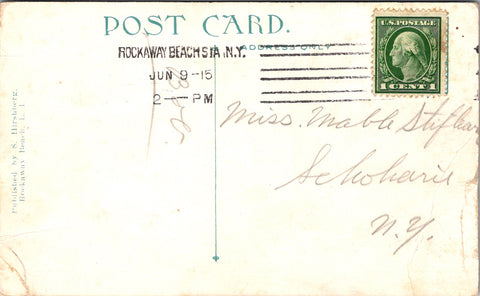 POST CARD.
ADDRESS ONLY
ROCKAWAY BEACH STA. N.Y.
JUN 9-15
2 — PM
U.S. POSTAGE
1 CENT 1
Miss. Mable
Schoharie
N.Y.
Published by S. Hirshberg.
Rockaway Beach, L. I.